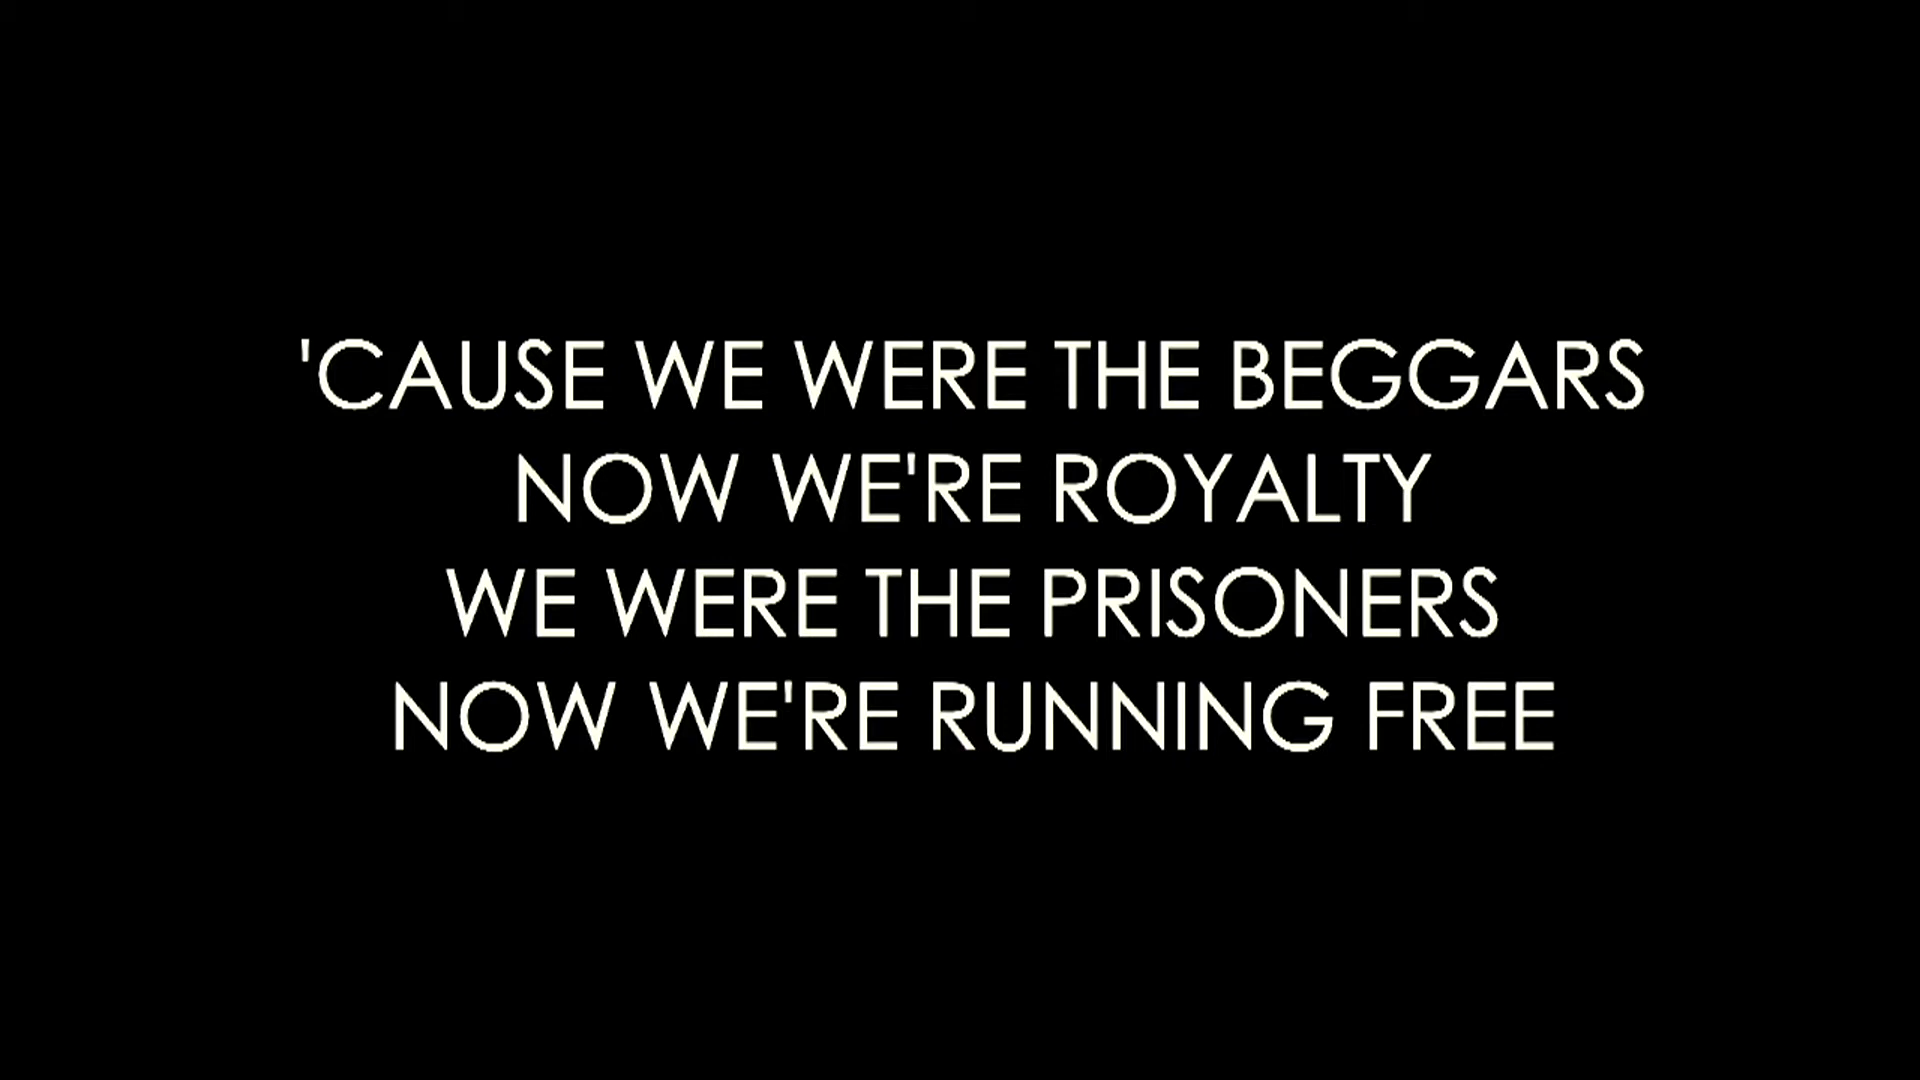 'CAUSE WE WERE THE BEGGARS
NOW WE'RE ROYALTY
WE WERE THE PRISONERS
NOW WE'RE RUNNING FREE